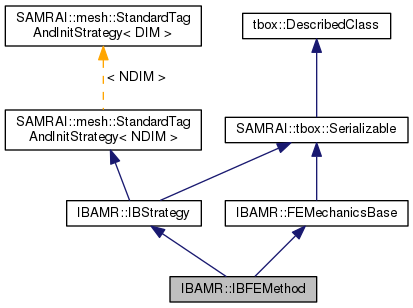 SAMRAI::mesh::StandardTag
AndInitStrategy< DIM >
tbox::DescribedClass
< NDIM >
SAMRAI::mesh::StandardTag
AndInitStrategy< NDIM >
SAMRAI::tbox::Serializable
IBAMR::IBStrategy
IBAMR::FEMechanicsBase
IBAMR::IBFEMethod